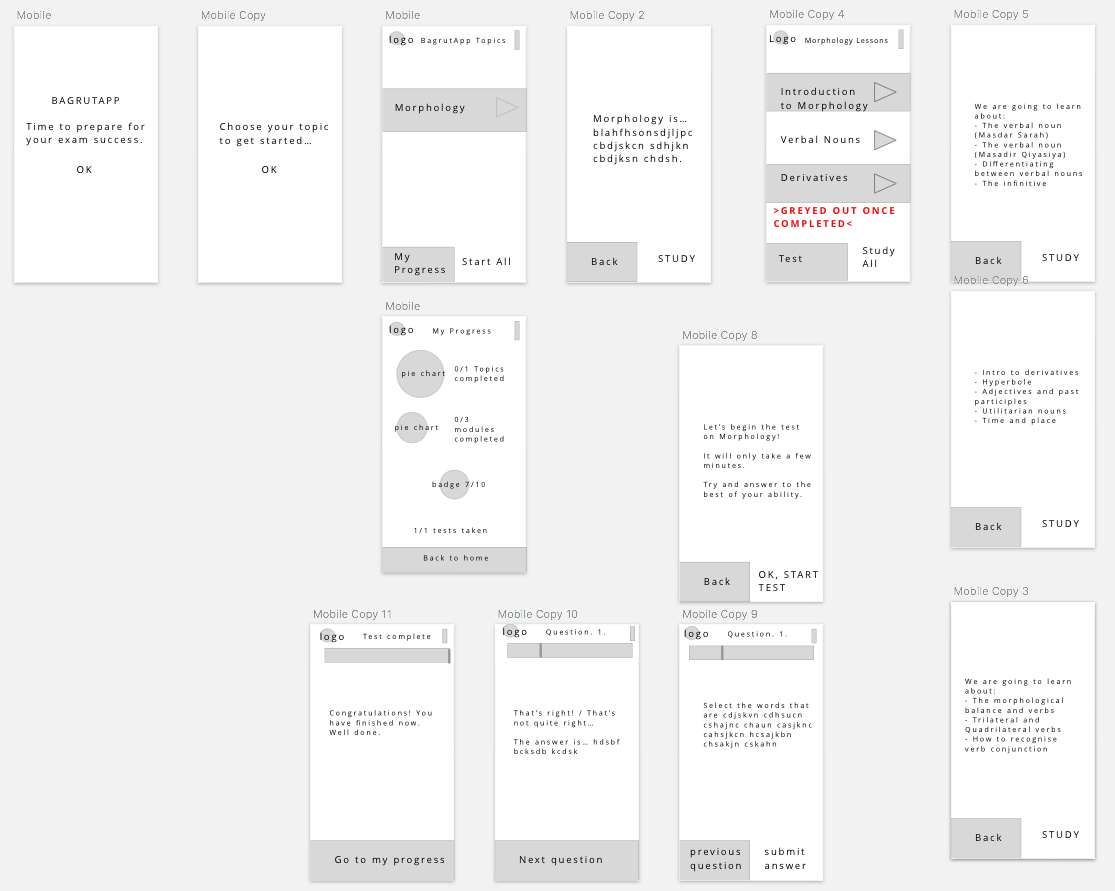 Mobile
BAGRUTAPP
Time to prepare for
your exam success.
OK
Mobile Copy
Choose your topic
to get started…
OK
Mobile
logo
BagrutApp Topics
Morphology
My
Progress
Start All
Mobile Copy 2
Morphology is…
blahfhsonsdjljpc
cbdjskcn sdhjkn
cbdjksn chdsh.
Back
STUDY
Mobile Copy 4
Logo
Morphology Lessons
Introduction
to Morphology
Verbal Nouns
Derivatives
>GREYED OUT ONCE
COMPLETED<
Test
Study
All
Mobile Copy 5
We are going to learn
about:
- The verbal noun
(Masdar Sarah)
- The verbal noun
(Masadir Qiyasiya)
- Differentiating
between verbal nouns
- The infinitive
Back
STUDY
Mobile
logo
My Progress
pie chart
0/1 Topics
completed
pie chart
0/3
modules
completed
badge 7/10
1/1 tests taken
Back to home
Mobile Copy 8
Let's begin the test
on Morphology!
It will only take a few
minutes.
Try and answer to the
best of your ability.
Back
OK, START
TEST
Mobile Copy 6
- Intro to derivatives
- Hyperbole
- Adjectives and past
participles
- Utilitarian nouns
- Time and place
Back
STUDY
Mobile Copy 11
logo
Test complete
Congratulations! You
have finished now.
Well done.
Go to my progress
Mobile Copy 10
logo
Question. 1.
That's right! / That's
not quite right…
The answer is… hdsbf
bcksdb kcdsk
Next question
Mobile Copy 9
logo
Question. 1.
Select the words that
are cdjskvn cdhsucn
cshajnc chaun casjknc
cahsjkcn hcsajkbn
chsakjn cskahn
previous
question
submit
answer
Mobile Copy 3
We are going to learn
about:
- The morphological
balance and verbs
- Trilateral and
Quadrilateral verbs
- How to recognise
verb conjunction
Back
STUDY